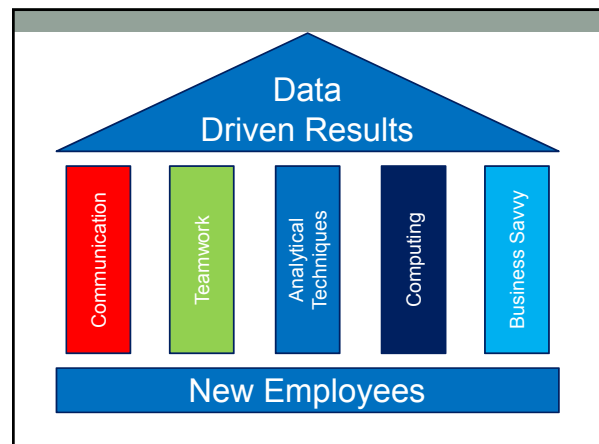 Data
Driven Results
Communication
Teamwork
Analytical
Techniques
Computing
Business Savvy
New Employees